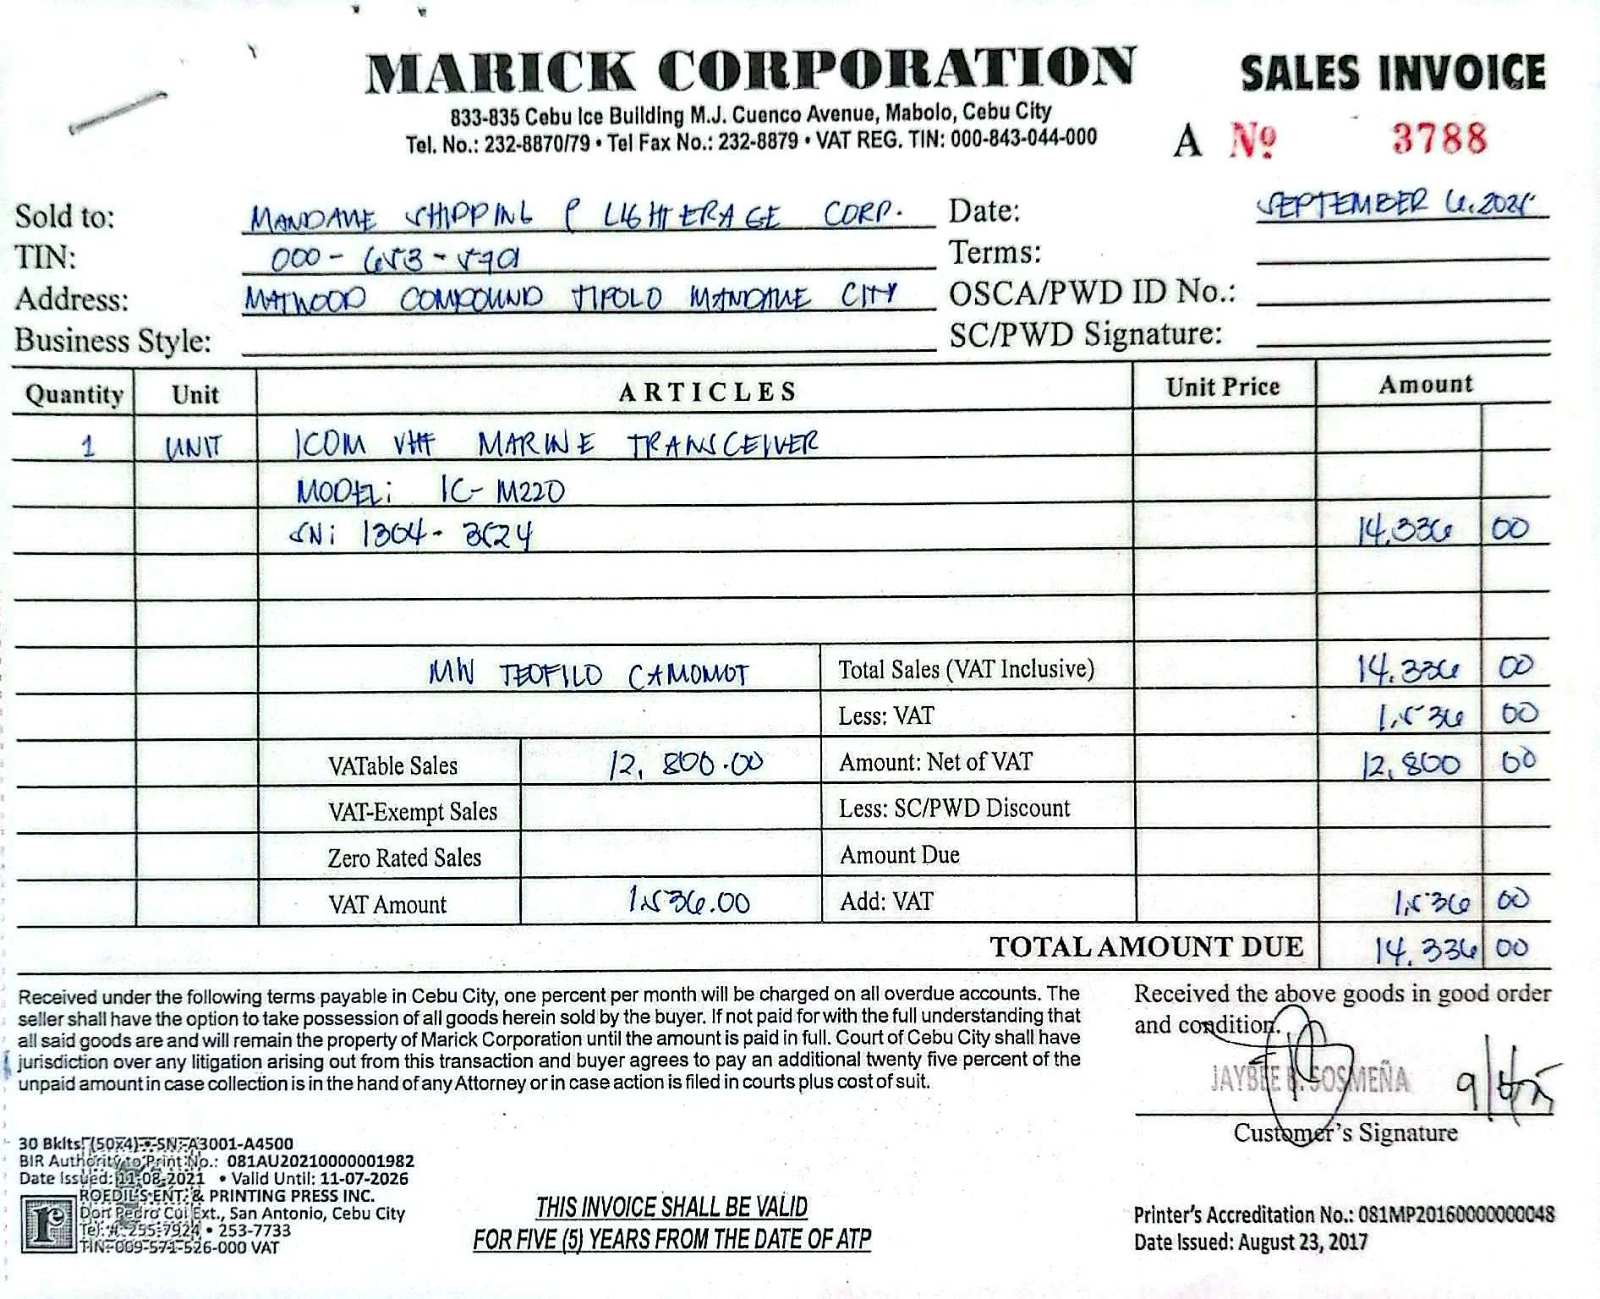 MARICK CORPORATION
833-835 Cebu Ice Building M.J. Cuenco Avenue, Mabolo, Cebu City
Tel. No.: 232-8870/79 • Tel Fax No.: 232-8879 • VAT REG. TIN: 000-843-044-000
SALES INVOICE
A Nº 3788
Sold to: MANDAUE SHIPPING & LIGHTERAGE CORP. Date: SEPTEMBER
TIN: 000-653-590 Terms:
Address: MATWOOD COMPOUND TIPOLO MANDAUE CITY OSCA/PWD ID No.:
Business Style: SC/PWD Signature:
Quantity Unit ARTICLES Unit Price Amount
1 UNIT ICOM VHF MARINE TRANSCEIVER
MODEL: IC-M220
SN: 1304- 14,336 00
MW TEOFILO CAMOMOT Total Sales (VAT Inclusive) 14,336 00
Less: VAT 1,536 00
VATable Sales 12,800.00 Amount: Net of VAT 12,800 00
VAT-Exempt Sales Less: SC/PWD Discount
Zero Rated Sales Amount Due
VAT Amount 1,536.00 Add: VAT 1,536 00
TOTAL AMOUNT DUE 14,336 00
Received under the following terms payable in Cebu City, one percent per month will be charged on all overdue accounts. The
seller shall have the option to take possession of all goods herein sold by the buyer. If not paid for with the full understanding that
all said goods are and will remain the property of Marick Corporation until the amount is paid in full. Court of Cebu City shall have
jurisdiction over any litigation arising out from this transaction and buyer agrees to pay an additional twenty five percent of the
unpaid amount in case collection is in the hand of any Attorney or in case action is filed in courts plus cost of suit.
Received the above goods in good order
and condition.
JAYBEE B. SOSMEÑA
Customer's Signature
30 Bklts. (50x4) • SN: A3001-A4500
BIR Authority to Print No.: 081AU20210000001982
Date Issued: 11-08-2021 • Valid Until: 11-07-2026
ROEDIL'S ENT. & PRINTING PRESS INC.
Don Pedro Cui Ext., San Antonio, Cebu City
Tel. #: 255-7924 • 253-7733
TIN: 009-571-526-000 VAT
THIS INVOICE SHALL BE VALID
FOR FIVE (5) YEARS FROM THE DATE OF ATP
Printer's Accreditation No.: 081MP20160000000048
Date Issued: August 23, 2017